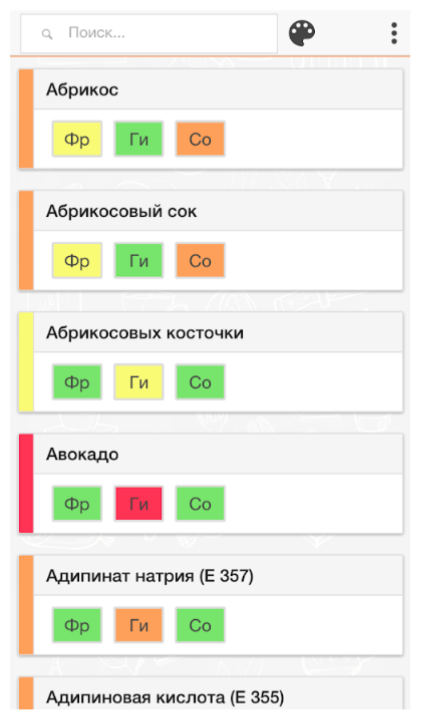 Поиск...
Абрикос
Фр Ги Со
Абрикосовый сок
Фр Ги Со
Абрикосовых косточки
Фр Ги Со
Авокадо
Фр Ги Со
Адипинат натрия (Е 357)
Фр Ги Со
Адипиновая кислота (Е 355)